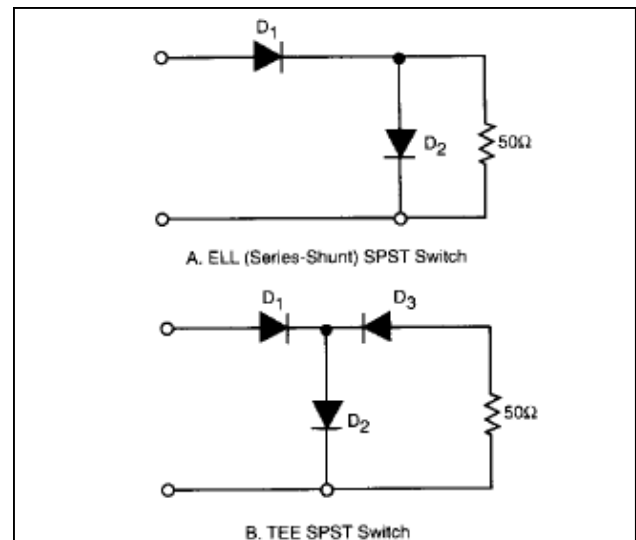 D1
D2
50Ω
A. ELL (Series-Shunt) SPST Switch
D1
D3
D2
50Ω
B. TEE SPST Switch